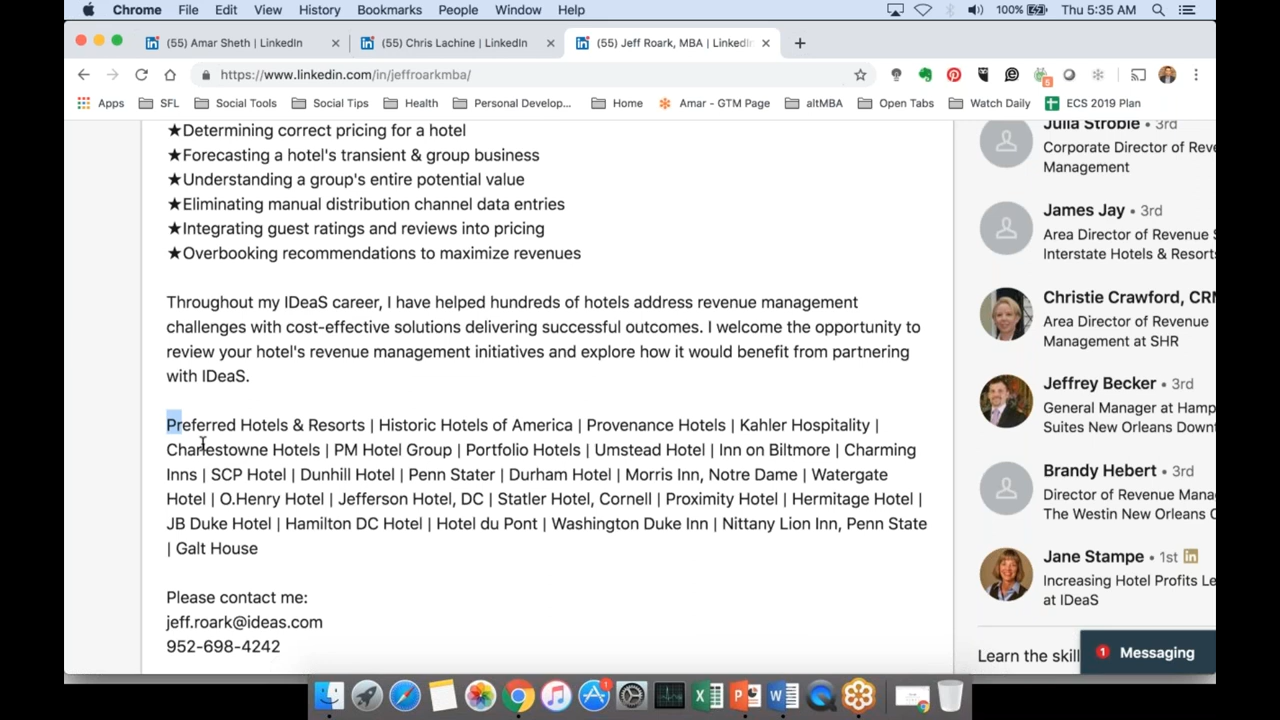 Chrome File Edit View History Bookmarks People Window Help 100% Thu 5:35 AM
(55) Amar Sheth | LinkedIn (55) Chris Lachine | LinkedIn (55) Jeff Roark, MBA | LinkedIn
https://www.linkedin.com/in/jeffroarkmba/
Apps SFL Social Tools Social Tips Health Personal Develop... Home Amar - GTM Page altMBA Open Tabs Watch Daily ECS 2019 Plan
★Determining correct pricing for a hotel
★Forecasting a hotel's transient & group business
★Understanding a group's entire potential value
★Eliminating manual distribution channel data entries
★Integrating guest ratings and reviews into pricing
★Overbooking recommendations to maximize revenues
Throughout my IDeaS career, I have helped hundreds of hotels address revenue management
challenges with cost-effective solutions delivering successful outcomes. I welcome the opportunity to
review your hotel's revenue management initiatives and explore how it would benefit from partnering
with IDeaS.
Preferred Hotels & Resorts | Historic Hotels of America | Provenance Hotels | Kahler Hospitality |
Charlestowne Hotels | PM Hotel Group | Portfolio Hotels | Umstead Hotel | Inn on Biltmore | Charming
Inns | SCP Hotel | Dunhill Hotel | Penn Stater | Durham Hotel | Morris Inn, Notre Dame | Watergate
Hotel | O.Henry Hotel | Jefferson Hotel, DC | Statler Hotel, Cornell | Proximity Hotel | Hermitage Hotel |
JB Duke Hotel | Hamilton DC Hotel | Hotel du Pont | Washington Duke Inn | Nittany Lion Inn, Penn State
| Galt House
Please contact me:
jeff.roark@ideas.com
952-698-4242
Julia Stroble • 3rd
Corporate Director of Reve
Management
James Jay • 3rd
Area Director of Revenue S
Interstate Hotels & Resorts
Christie Crawford, CRM
Area Director of Revenue
Management at SHR
Jeffrey Becker • 3rd
General Manager at Hamp
Suites New Orleans Downt
Brandy Hebert • 3rd
Director of Revenue Mana
The Westin New Orleans C
Jane Stampe • 1st in
Increasing Hotel Profits Le
at IDeaS
Learn the skill
1 Messaging